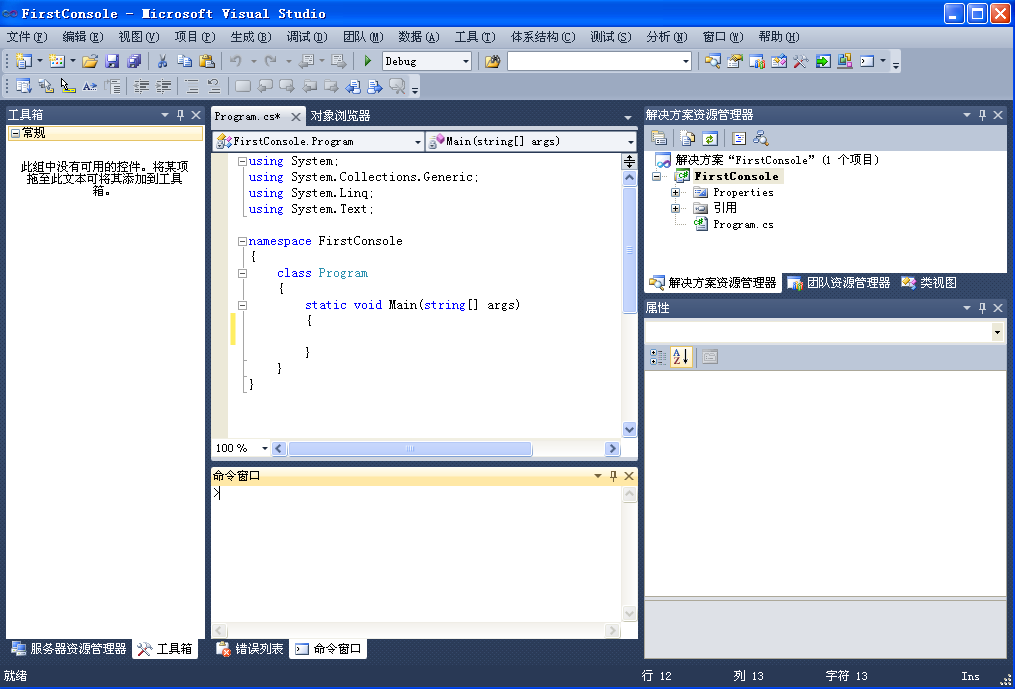 FirstConsole - Microsoft Visual Studio
文件(F) 编辑(E) 视图(V) 项目(P) 生成(B) 调试(D) 团队(M) 数据(A) 工具(T) 体系结构(C) 测试(S) 分析(N) 窗口(W) 帮助(H)
Debug
工具箱
常规
此组中没有可用的控件。将某项
拖至此文本可将其添加到工具
箱。
服务器资源管理器 工具箱
Program.cs* 对象浏览器
FirstConsole.Program Main(string[] args)
using System;
using System.Collections.Generic;
using System.Linq;
using System.Text;
namespace FirstConsole
{
class Program
{
static void Main(string[] args)
{
}
}
}
100 %
命令窗口
>
错误列表 命令窗口
解决方案资源管理器
解决方案“FirstConsole”(1 个项目)
FirstConsole
Properties
引用
Program.cs
解决方案资源管理器 团队资源管理器 类视图
属性
就绪 行 12 列 13 字符 13 Ins